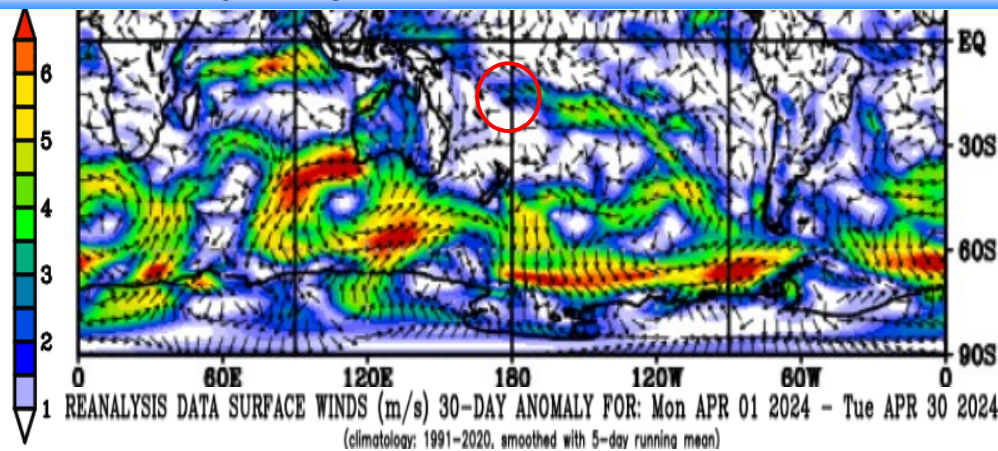 6
5
4
3
2
1
EQ
30S
60S
90S
0 60E 120E 180 120W 60W 0
REANALYSIS DATA SURFACE WINDS (m/s) 30-DAY ANOMALY FOR: Mon APR 01 2024 - Tue APR 30 2024
(climatology: 1991-2020, smoothed with 5-day running mean)